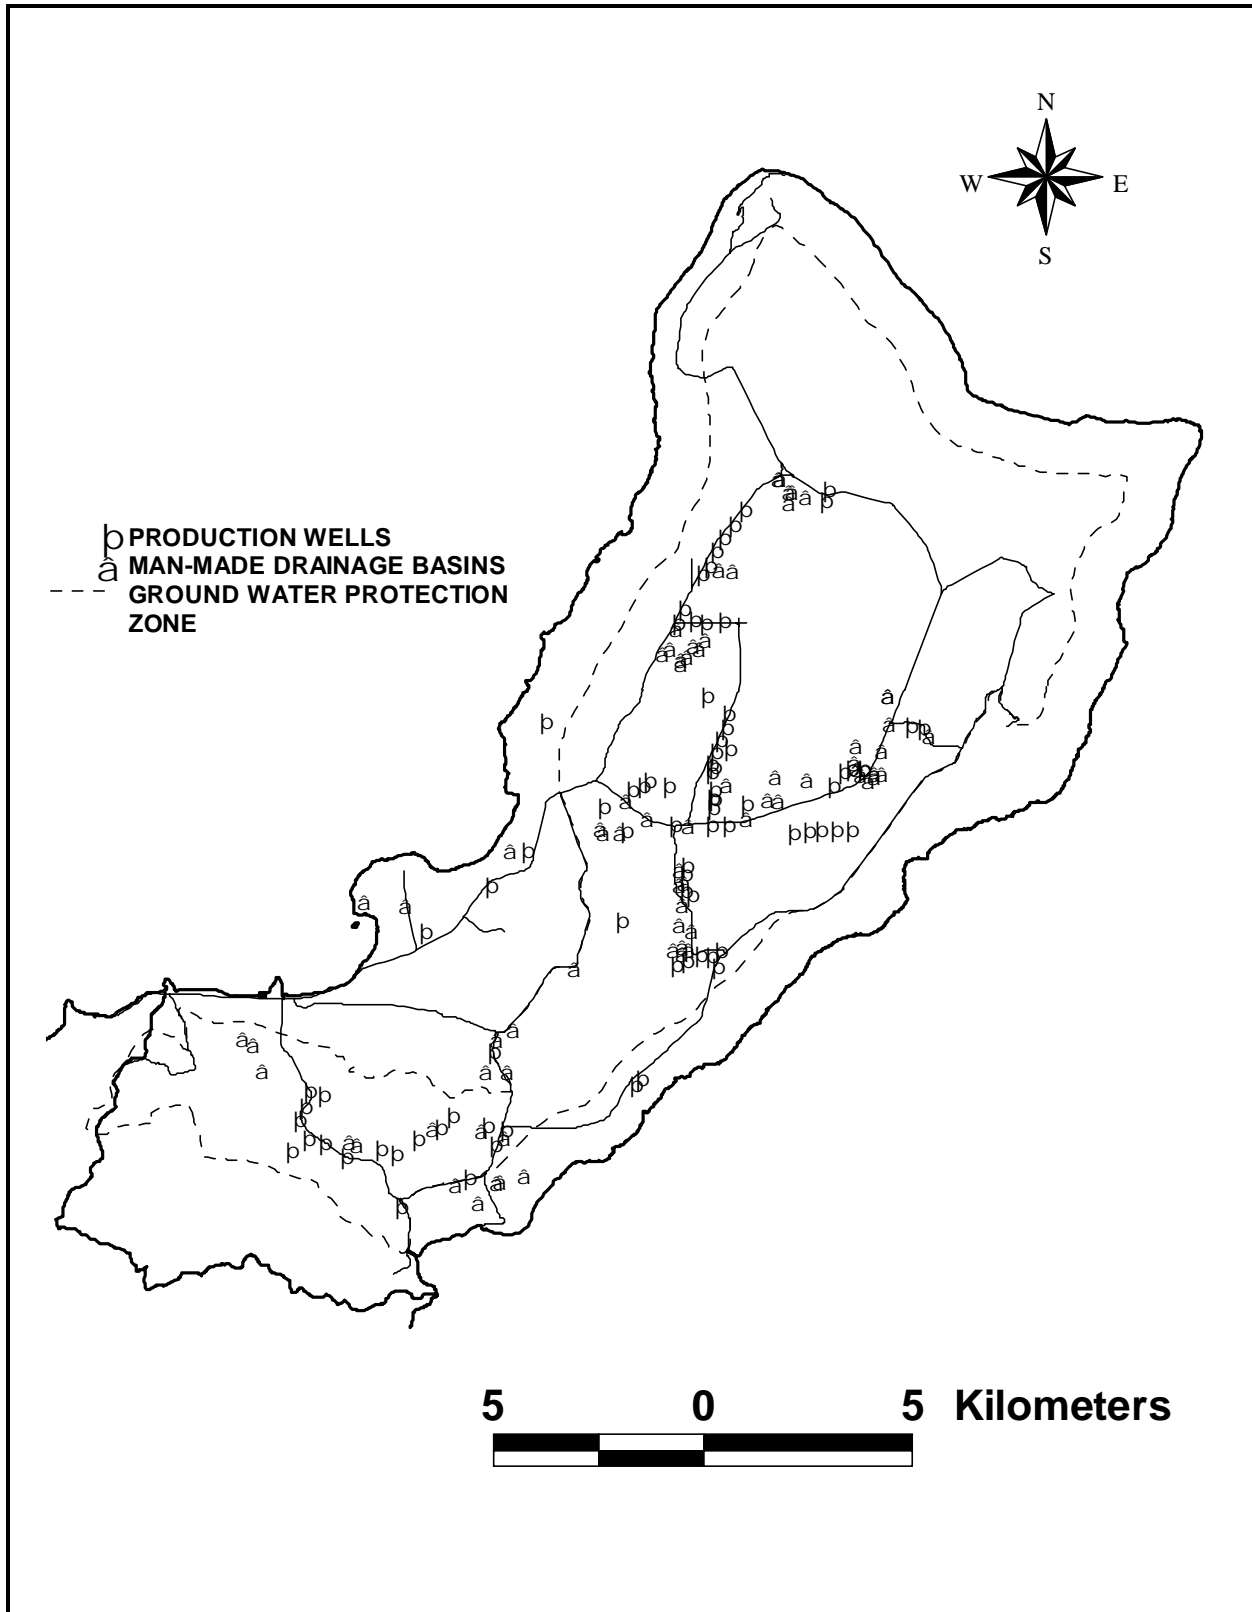 N
W E
S
þ PRODUCTION WELLS
â MAN-MADE DRAINAGE BASINS
GROUND WATER PROTECTION
ZONE
5 0 5 Kilometers